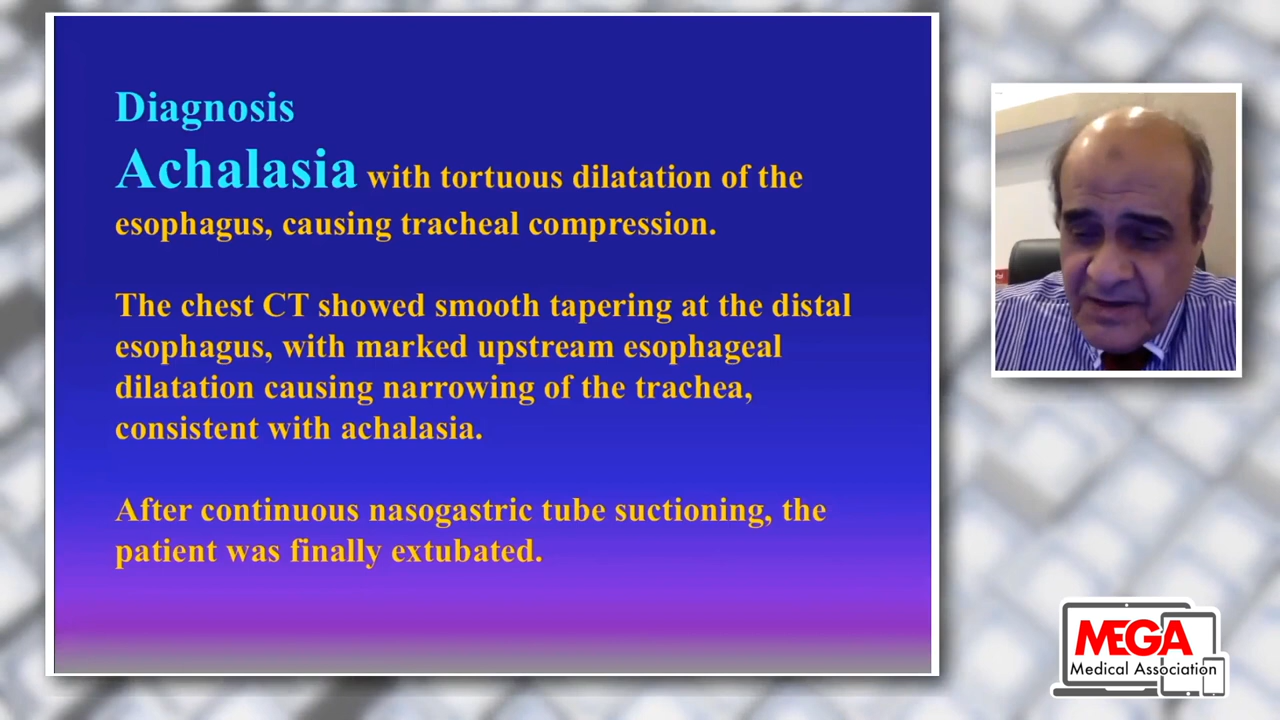 Diagnosis
Achalasia with tortuous dilatation of the
esophagus, causing tracheal compression.
The chest CT showed smooth tapering at the distal
esophagus, with marked upstream esophageal
dilatation causing narrowing of the trachea,
consistent with achalasia.
After continuous nasogastric tube suctioning, the
patient was finally extubated.
MEGA
Medical Association